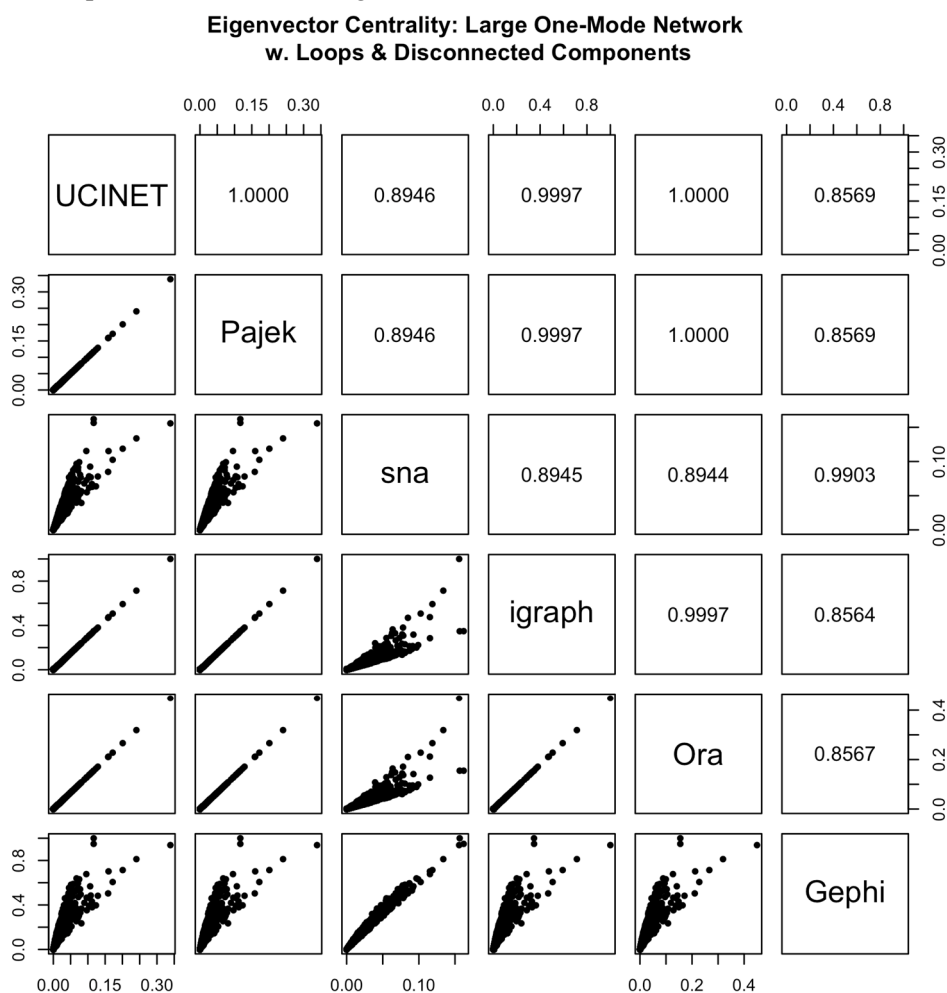 Eigenvector Centrality: Large One-Mode Network
w. Loops & Disconnected Components
0.00 0.15 0.30 0.0 0.4 0.8 0.0 0.4 0.8
UCINET 1.0000 0.8946 0.9997 1.0000 0.8569 0.00 0.15 0.30
0.00 0.15 0.30 Pajek 0.8946 0.9997 1.0000 0.8569
sna 0.8945 0.8944 0.9903 0.00 0.10
0.0 0.4 0.8 igraph 0.9997 0.8564
Ora 0.8567 0.0 0.2 0.4
0.0 0.4 0.8 Gephi
0.00 0.15 0.30 0.00 0.10 0.0 0.2 0.4